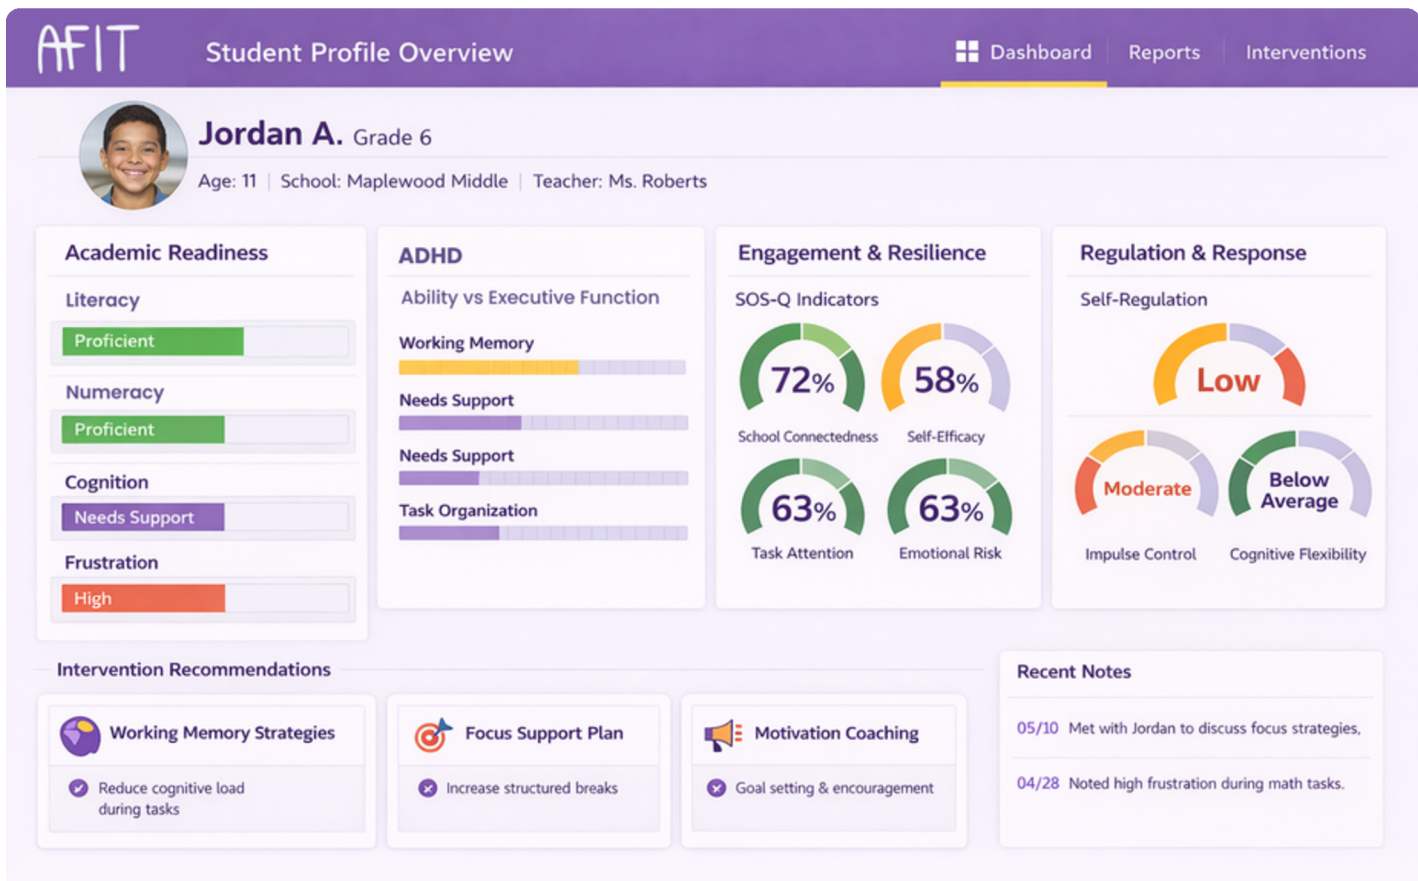 AFIT
Student Profile Overview
Dashboard
Reports
Interventions
Jordan A. Grade 6
Age: 11 | School: Maplewood Middle | Teacher: Ms. Roberts
Academic Readiness
Literacy
Proficient
Numeracy
Proficient
Cognition
Needs Support
Frustration
High
ADHD
Ability vs Executive Function
Working Memory
Needs Support
Needs Support
Task Organization
Engagement & Resilience
SOS-Q Indicators
72%
School Connectedness
58%
Self-Efficacy
63%
Task Attention
63%
Emotional Risk
Regulation & Response
Self-Regulation
Low
Moderate
Impulse Control
Below
Average
Cognitive Flexibility
Intervention Recommendations
Working Memory Strategies
Reduce cognitive load
during tasks
Focus Support Plan
Increase structured breaks
Motivation Coaching
Goal setting & encouragement
Recent Notes
05/10 Met with Jordan to discuss focus strategies,
04/28 Noted high frustration during math tasks.